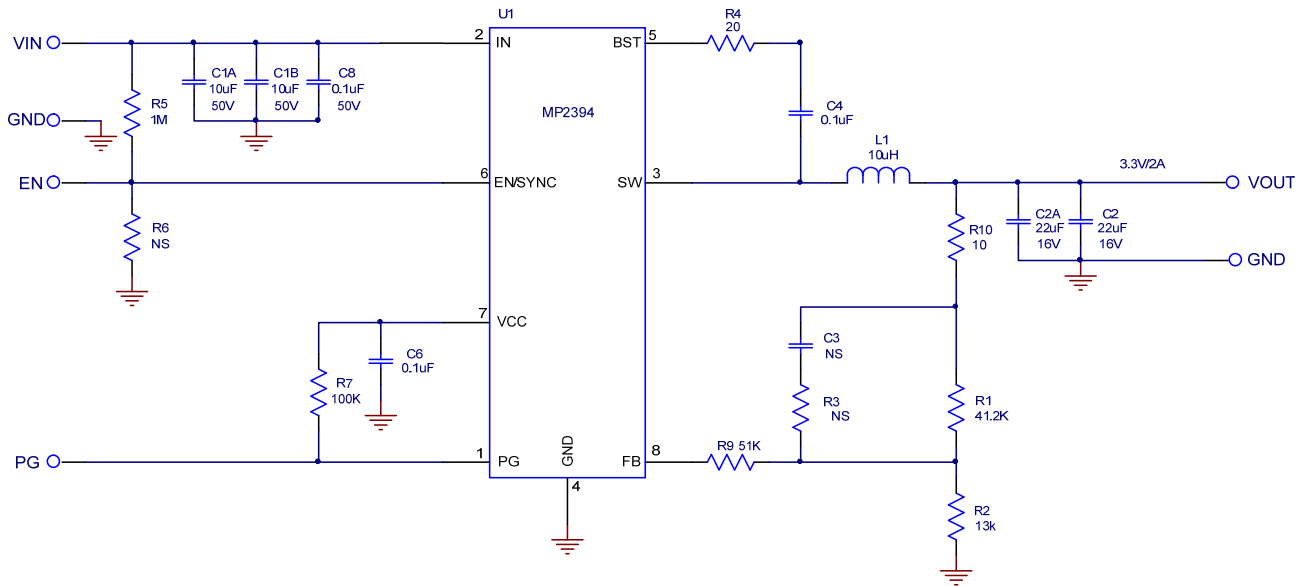 U1
VIN
2
IN
BST
5
R4
20
C1A
10uF
50V
C1B
10uF
50V
C8
0.1uF
50V
R5
1M
MP2394
C4
0.1uF
GND
L1
10uH
EN
6
EN/SYNC
SW
3
3.3V/2A
VOUT
R6
NS
R10
10
C2A
22uF
16V
C2
22uF
16V
GND
7
VCC
C6
0.1uF
R7
100K
C3
NS
R3
NS
R1
41.2K
PG
1
PG
GND
4
FB
8
R9 51K
R2
13k